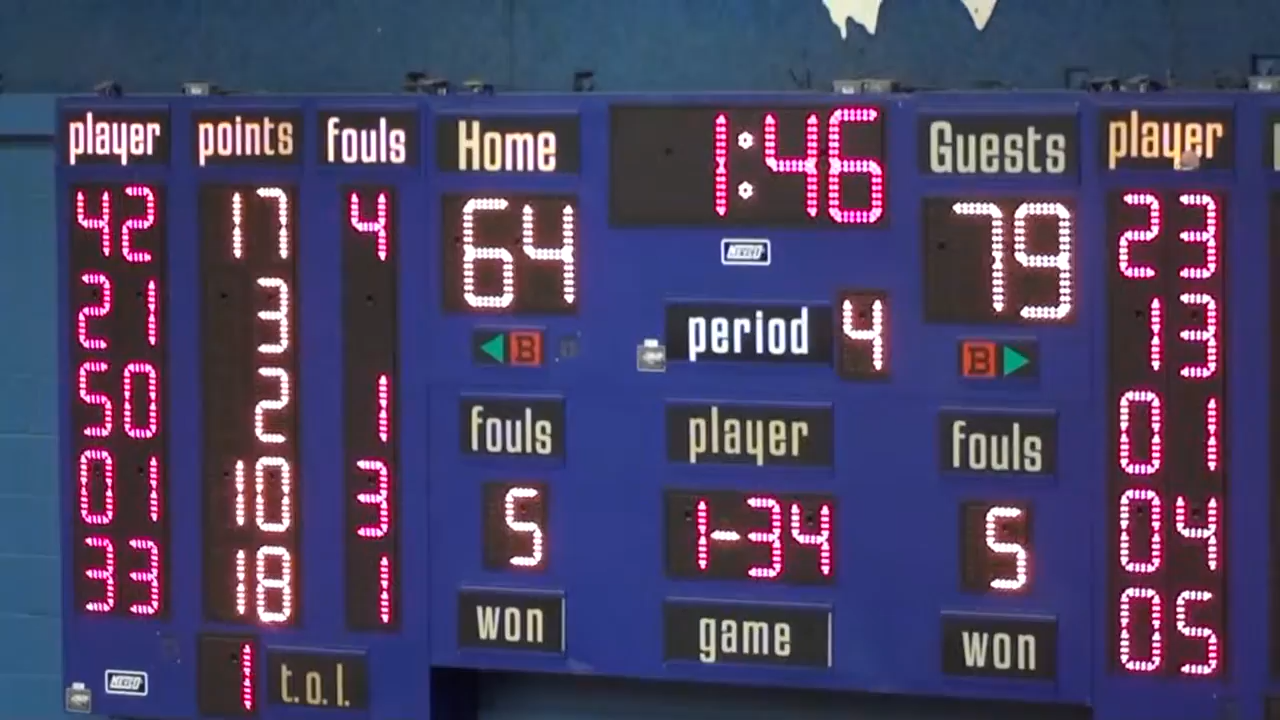 player points fouls Home 1:46 Guests player
42 17 4 64 79 23
21 3 13
period 4
B B
50 2 1 01
fouls player fouls
01 10 3 5 1-34 5 04
33 18 1 05
won game won
1 t.o.l.